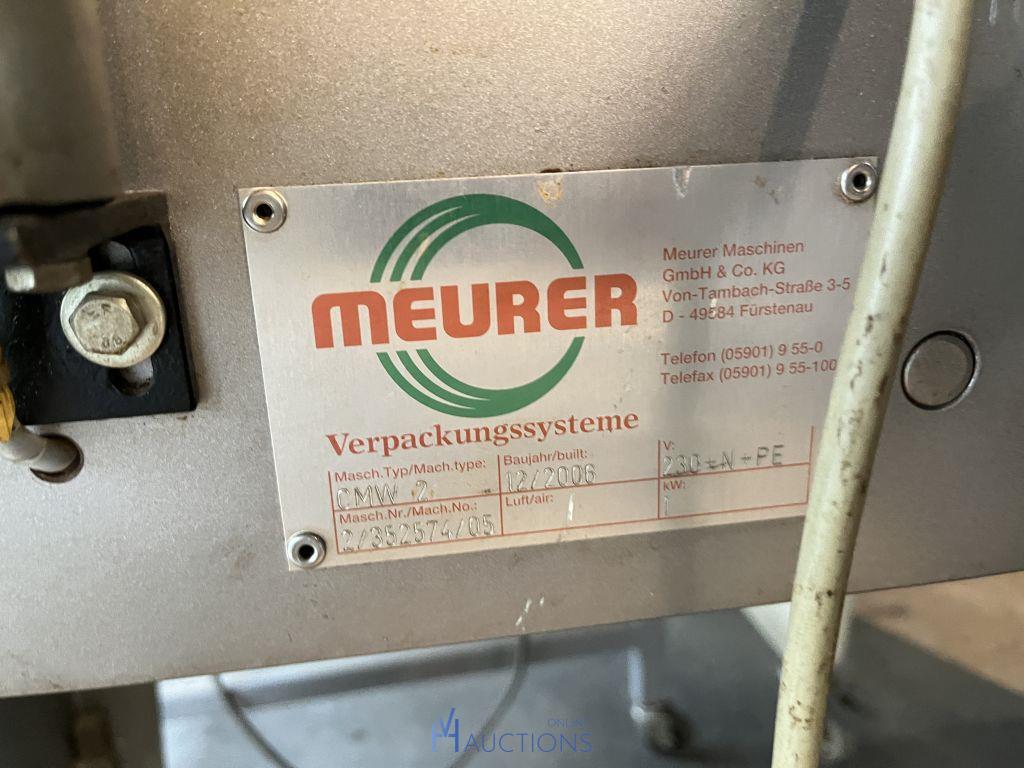 MEURER
Verpackungssysteme
Meurer Maschinen
GmbH & Co. KG
Von-Tambach-Straße 3-5
D - 49584 Fürstenau
Telefon (05901) 9 55-0
Telefax (05901) 9 55-100
Masch.Typ/Mach.type:
CMW 2
Baujahr/built:
12/2006
V:
230+N+PE
Masch.Nr./Mach.No.:
2/352574/05
Luft/air:
kW:
1
ONLINE
AUCTIONS